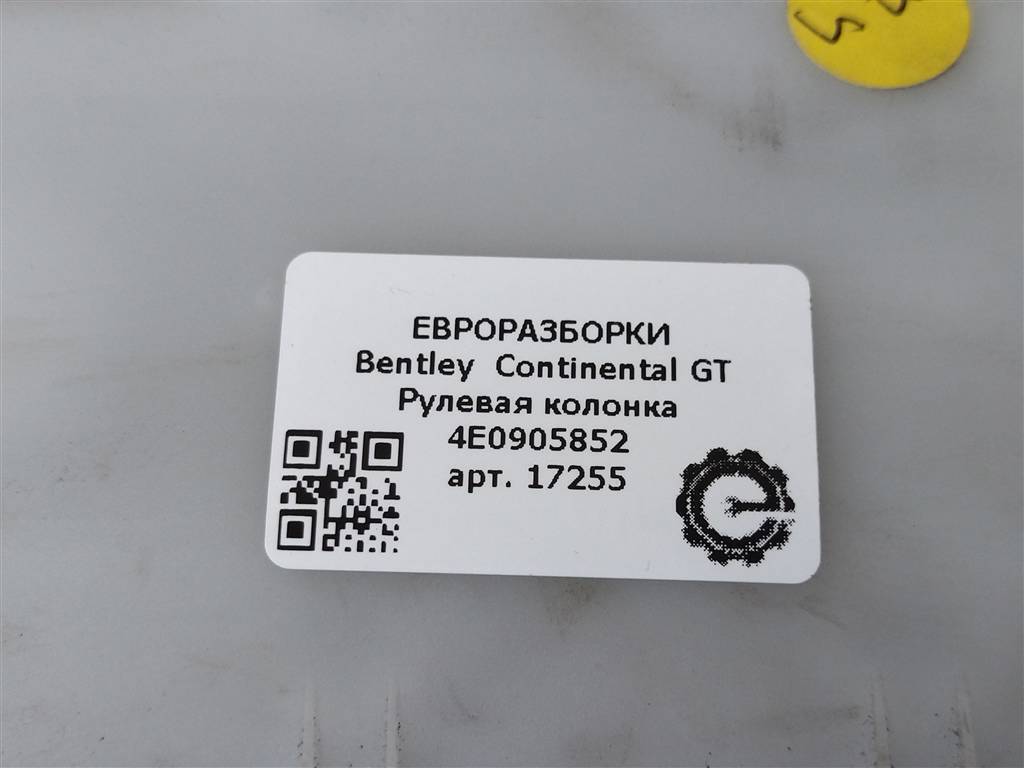 ЕВРОРАЗБОРКИ
Bentley Continental GT
Рулевая колонка
4E0905852
арт. 17255